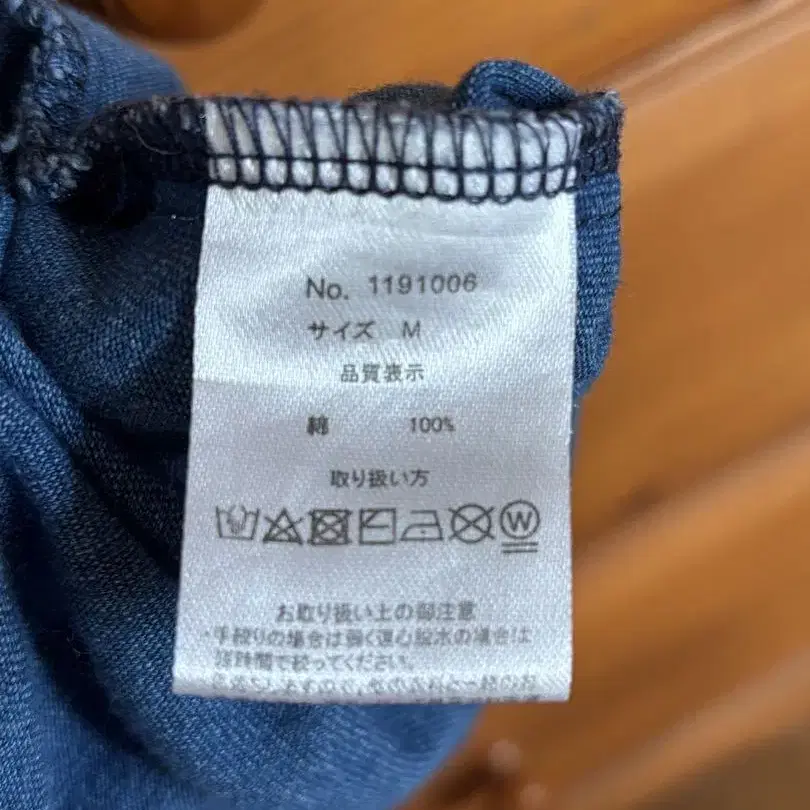 No. 1191006
サイズ M
品質表示
綿 100%
取り扱い方
W
お取り扱い上の御注意
・手絞りの場合は弱く遠心脱水の場合は
短時間で絞ってください。